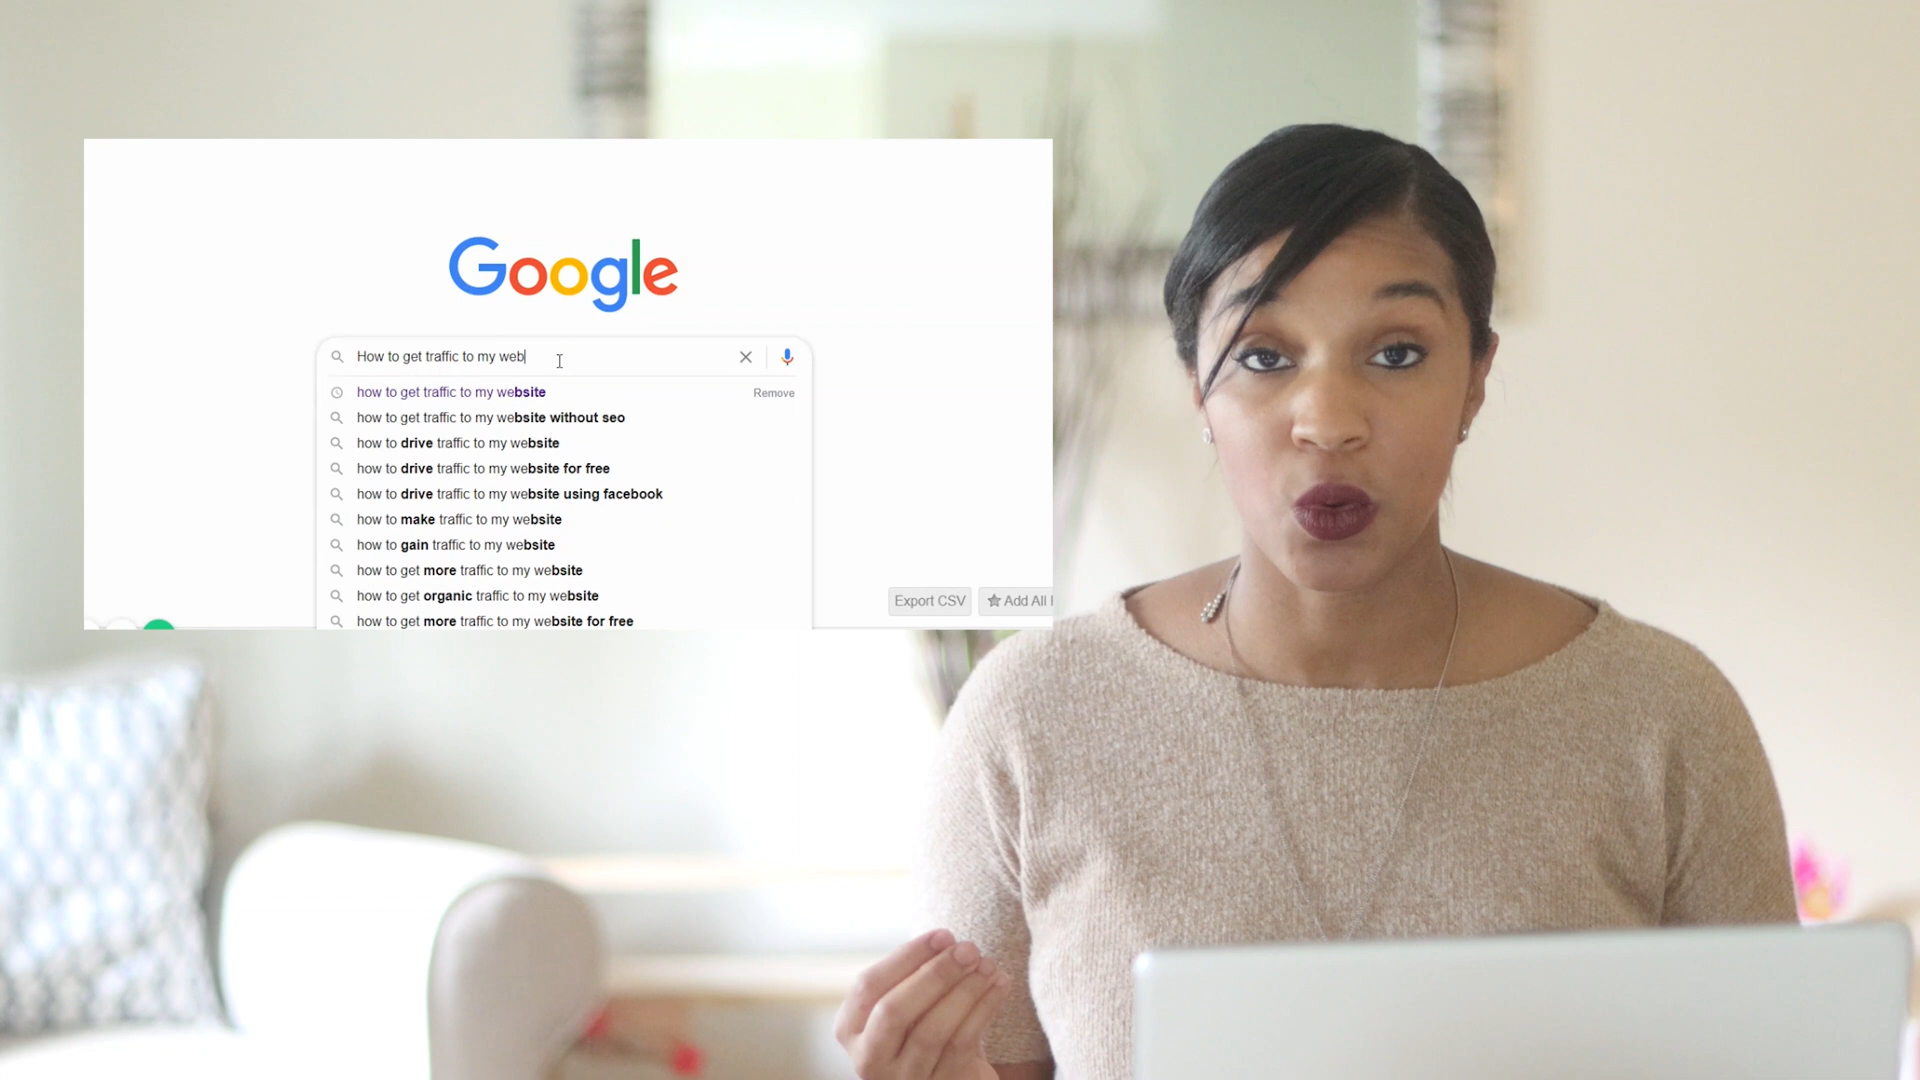 Google
How to get traffic to my web
how to get traffic to my website
Remove
how to get traffic to my website without seo
how to drive traffic to my website
how to drive traffic to my website for free
how to drive traffic to my website using facebook
how to make traffic to my website
how to gain traffic to my website
how to get more traffic to my website
how to get organic traffic to my website
how to get more traffic to my website for free
Export CSV
Add All